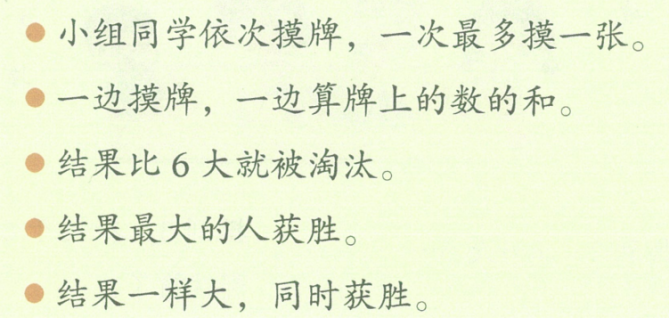 ● 小组同学依次摸牌，一次最多摸一张。
● 一边摸牌，一边算牌上的数的和。
● 结果比 6 大就被淘汰。
● 结果最大的人获胜。
● 结果一样大，同时获胜。